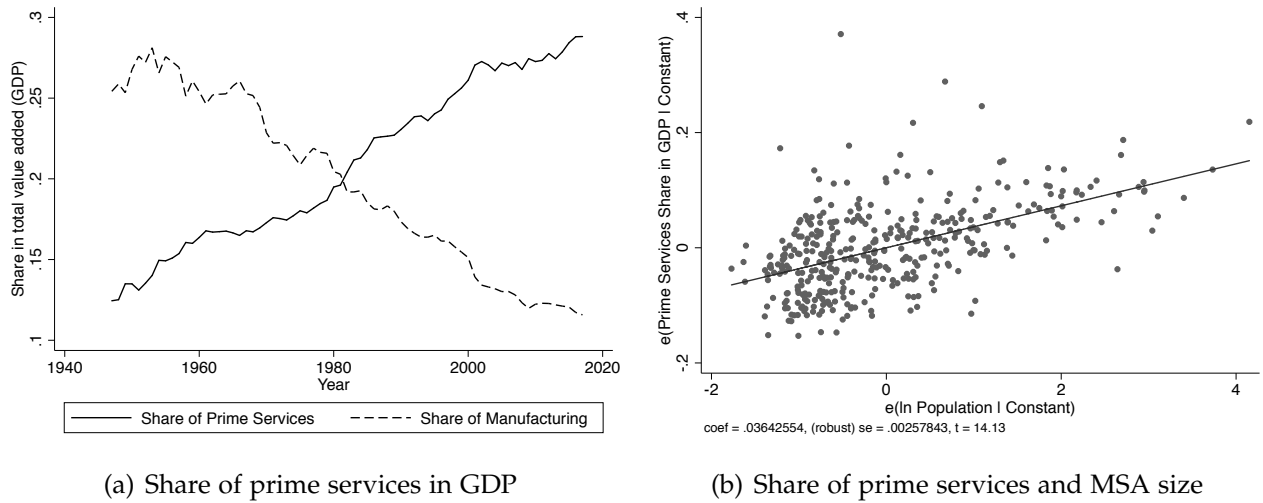 Share in total value added (GDP)
.3
.25
.2
.15
.1
1940 1960 1980 2000 2020
Year
Share of Prime Services Share of Manufacturing
(a) Share of prime services in GDP
e(Prime Services Share in GDP | Constant)
.4
.2
0
-.2
-2 0 2 4
e(ln Population | Constant)
coef = .03642554, (robust) se = .00257843, t = 14.13
(b) Share of prime services and MSA size